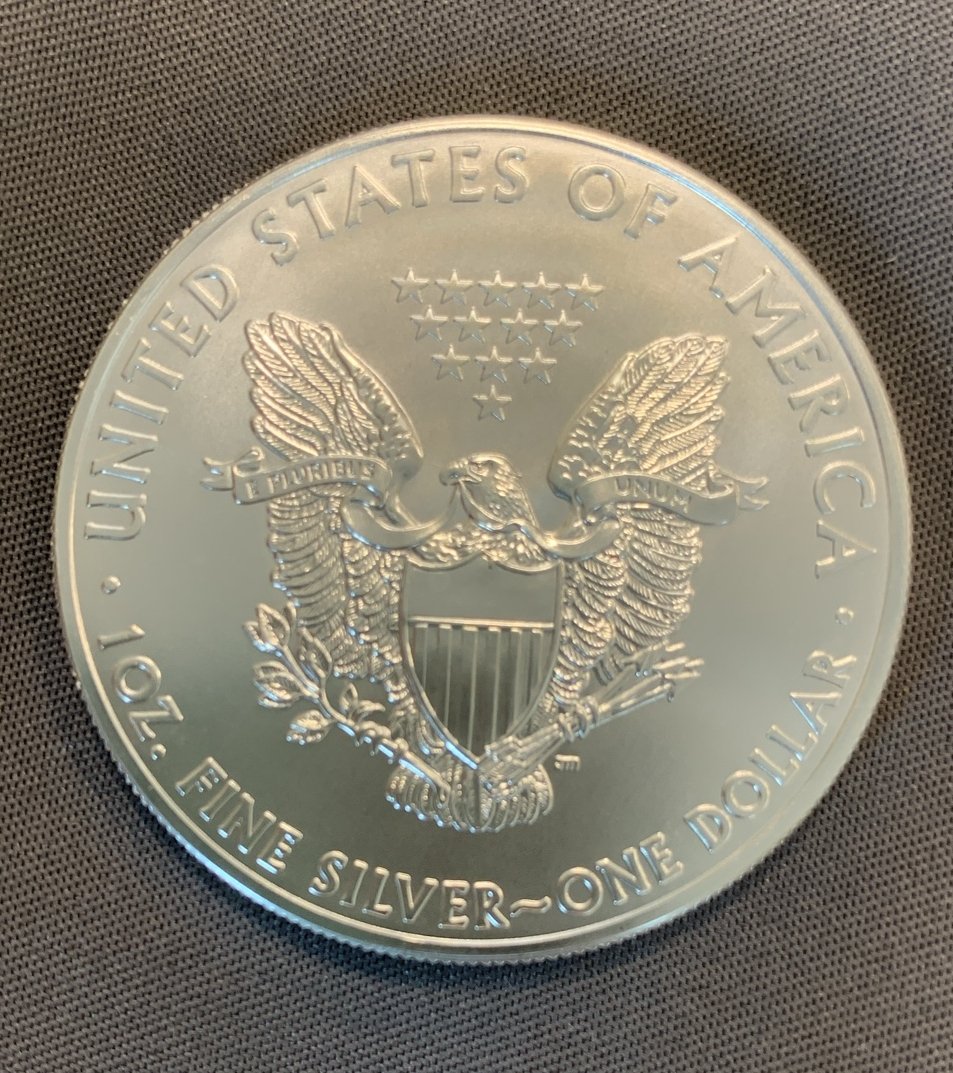 UNITED STATES OF AMERICA
E PLURIBUS
UNUM
1 OZ. FINE SILVER~ONE DOLLAR